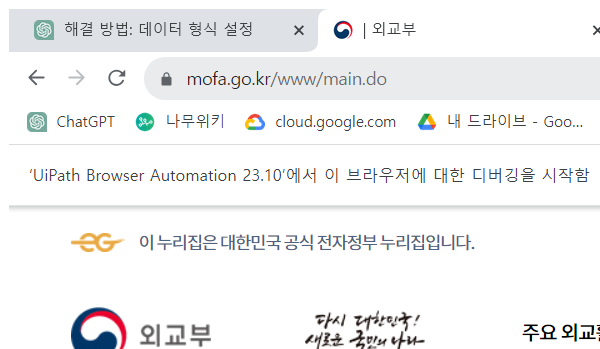 해결 방법: 데이터 형식 설정
| 외교부
mofa.go.kr/www/main.do
ChatGPT 나무위키 cloud.google.com 내 드라이브 - Goo...
'UiPath Browser Automation 23.10'에서 이 브라우저에 대한 디버깅을 시작함
이 누리집은 대한민국 공식 전자정부 누리집입니다.
외교부
다시 대한민국!
새로운 국민의 나라
주요 외교